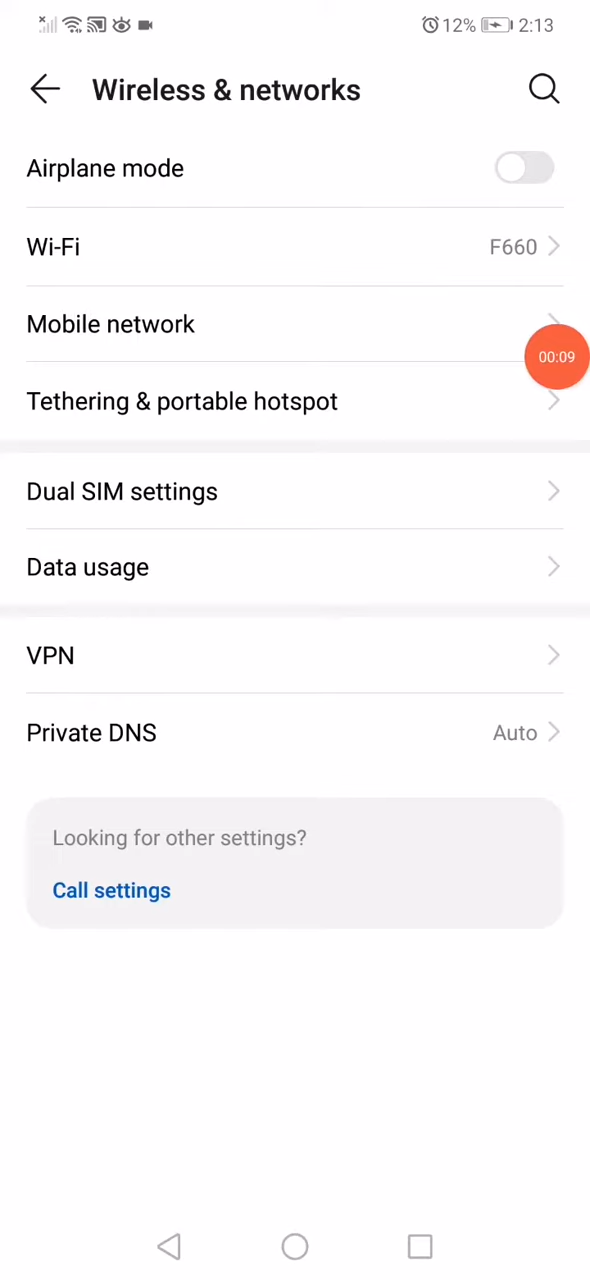 12% 2:13
Wireless & networks
Airplane mode
Wi-Fi F660
Mobile network
00:09
Tethering & portable hotspot
Dual SIM settings
Data usage
VPN
Private DNS Auto
Looking for other settings?
Call settings